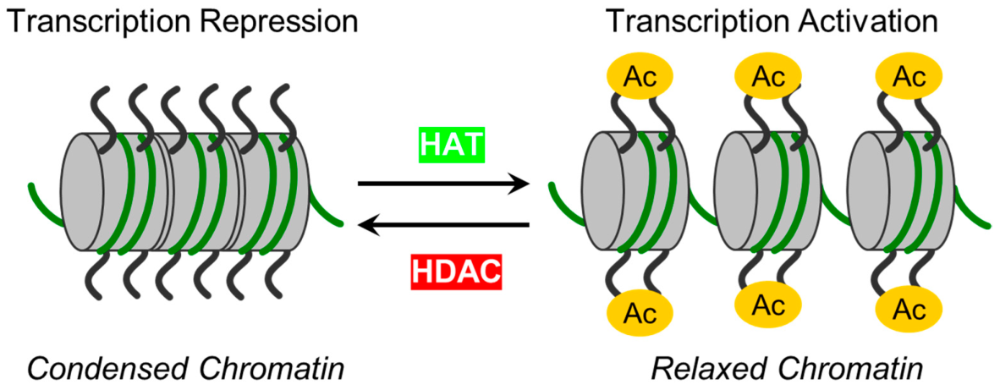 Transcription Repression
Transcription Activation
Ac
Ac
Ac
HAT
HDAC
Ac
Ac
Ac
Condensed Chromatin
Relaxed Chromatin